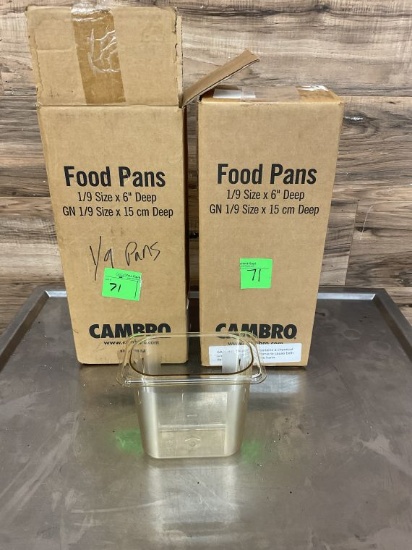 Food Pans
1/9 Size x 6" Deep
GN 1/9 Size x 15 cm Deep
1/9 Pans
71
CAMBRO
Food Pans
1/9 Size x 6" Deep
GN 1/9 Size x 15 cm Deep
71
CAMBRO